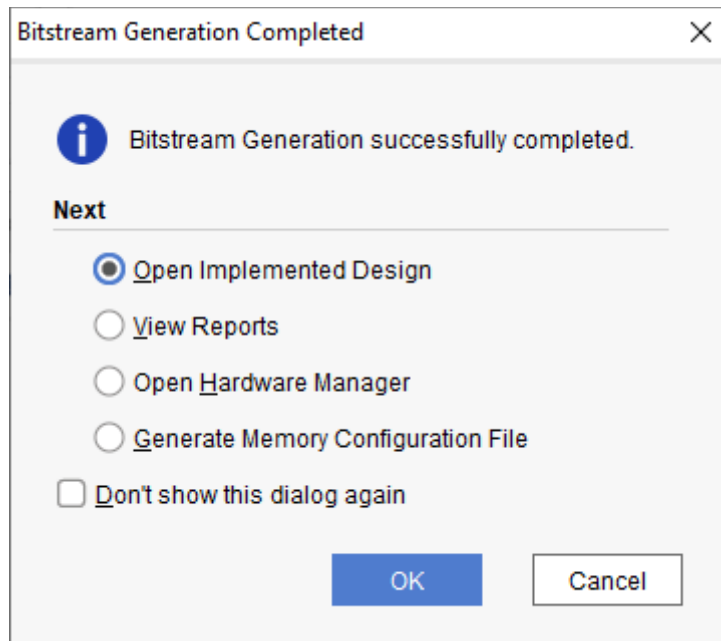 Bitstream Generation Completed
Bitstream Generation successfully completed.
Next
Open Implemented Design
View Reports
Open Hardware Manager
Generate Memory Configuration File
Don't show this dialog again
OK Cancel